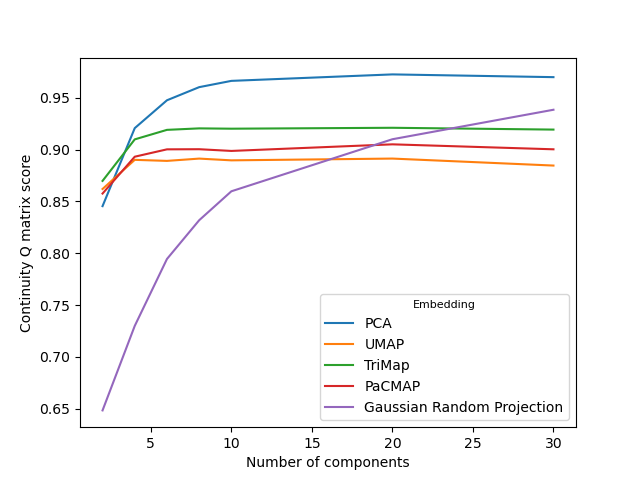 0.95
0.90
0.85
0.80
0.75
0.70
0.65
Continuity Q matrix score
5
10
15
20
25
30
Number of components
Embedding
PCA
UMAP
TriMap
PaCMAP
Gaussian Random Projection